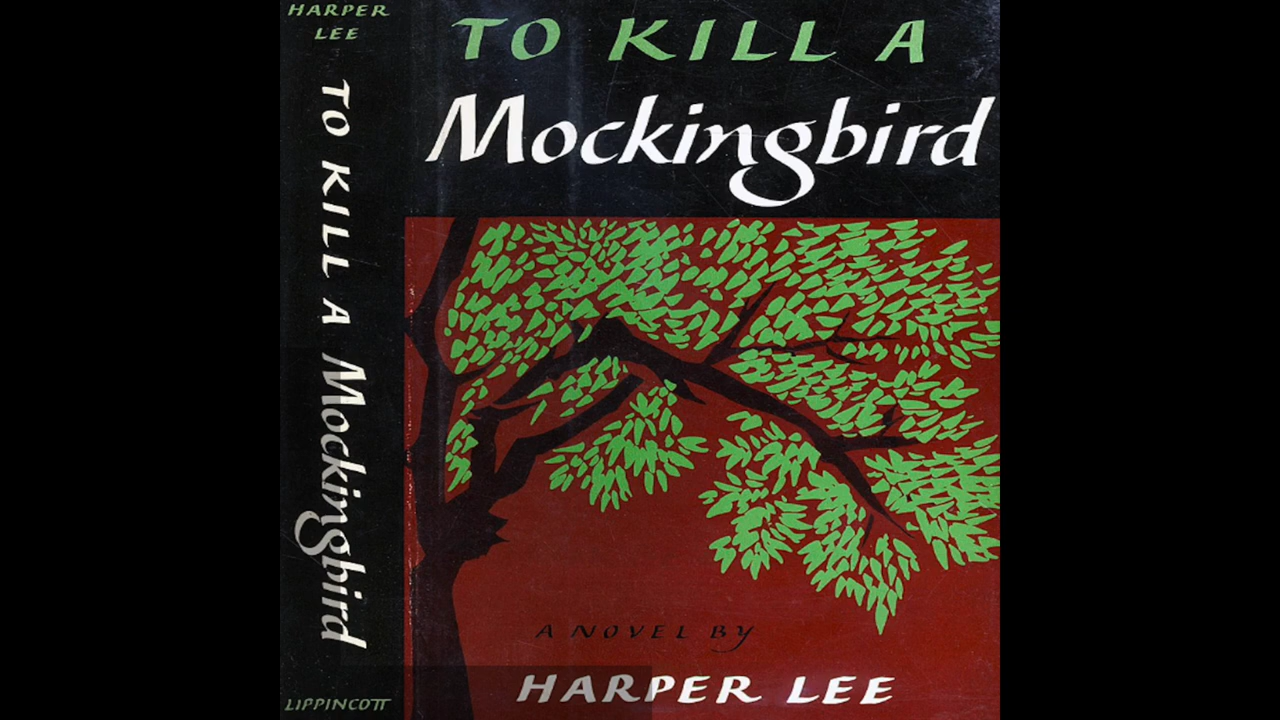 HARPER
LEE
TO KILL A Mockingbird
LIPPINCOTT
TO KILL A
Mockingbird
A NOVEL BY
HARPER LEE